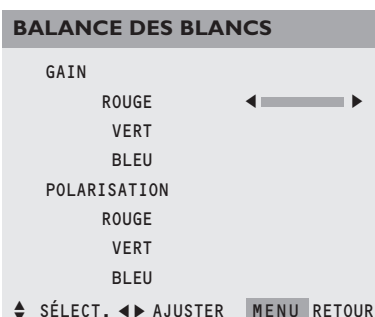 BALANCE DES BLANCS
GAIN
ROUGE
VERT
BLEU
POLARISATION
ROUGE
VERT
BLEU
SÉLECT. AJUSTER MENU RETOUR